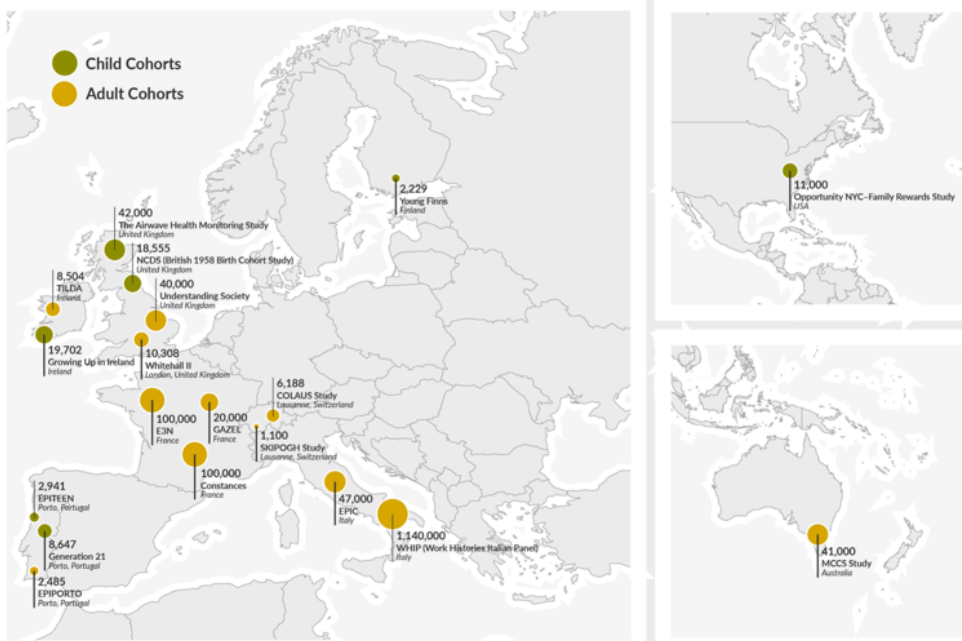 Child Cohorts
Adult Cohorts
2,229
Young Finns
Finland
42,000
The Airwave Health Monitoring Study
United Kingdom
18,555
NCDS (British 1958 Birth Cohort Study)
United Kingdom
8,504
TILDA
Ireland
40,000
Understanding Society
United Kingdom
19,702
Growing Up in Ireland
Ireland
10,308
Whitehall II
London, United Kingdom
6,188
COLAUS Study
Lausanne, Switzerland
100,000
E3N
France
20,000
GAZEL
France
1,100
SKIPOGH Study
Lausanne, Switzerland
100,000
Constances
France
47,000
EPIC
Italy
1,140,000
WHIP (Work Histories Italian Panel)
Italy
2,941
EPITEEN
Porto, Portugal
8,647
Generation 21
Porto, Portugal
2,485
EPIPORTO
Porto, Portugal
11,000
Opportunity NYC–Family Rewards Study
USA
41,000
MCCS Study
Australia